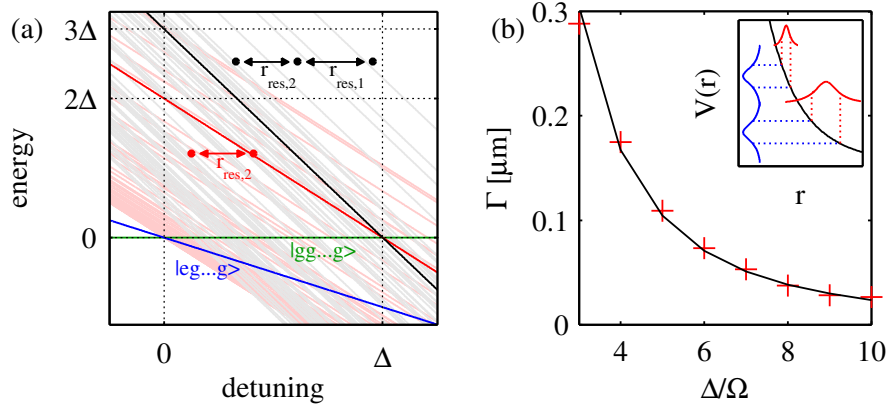 (a)
3Δ
2Δ
0
energy
r res,2
r res,1
r res,2
|gg...g>
|eg...g>
0
Δ
detuning
(b)
0.3
0.2
0.1
0
Γ [μm]
V(r)
r
4
6
8
10
Δ/Ω